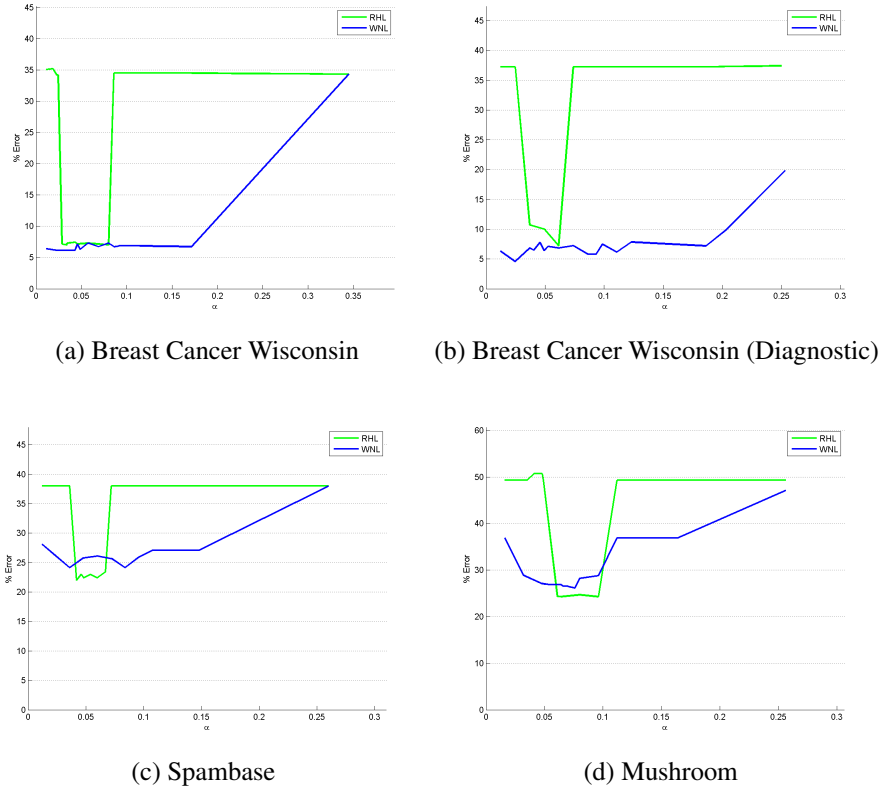 45
40
35
30
25
20
15
10
5
0
% Error
RHL
WNL
0 0.05 0.1 0.15 0.2 0.25 0.3 0.35
α
(a) Breast Cancer Wisconsin
45
40
35
30
25
20
15
10
5
0
% Error
RHL
WNL
0 0.05 0.1 0.15 0.2 0.25 0.3
α
(b) Breast Cancer Wisconsin (Diagnostic)
45
40
35
30
25
20
15
10
5
0
% Error
RHL
WNL
0 0.05 0.1 0.15 0.2 0.25 0.3
α
(c) Spambase
60
50
40
30
20
10
0
% Error
RHL
WNL
0 0.05 0.1 0.15 0.2 0.25 0.3
α
(d) Mushroom